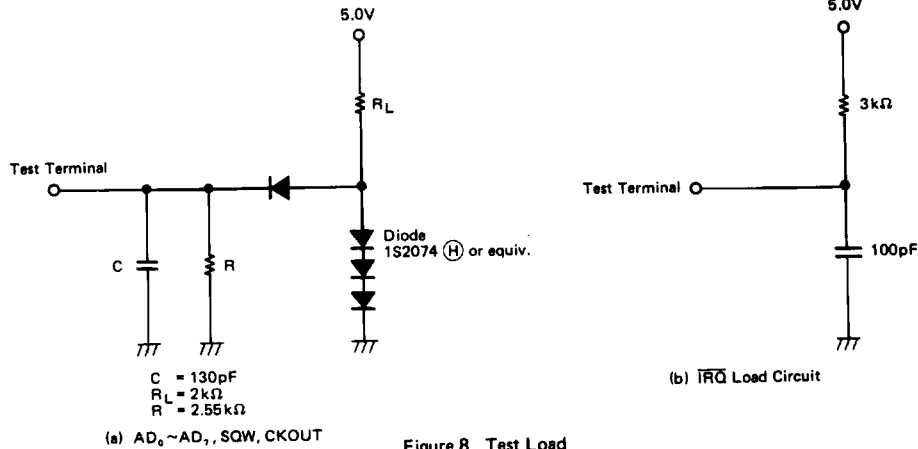 5.0V
RL
Test Terminal
C
R
Diode
1S2074 Ⓗ or equiv.
C = 130pF
RL = 2kΩ
R = 2.55kΩ
(a) AD0~AD7, SQW, CKOUT
5.0V
3kΩ
Test Terminal
100pF
(b) IRQ Load Circuit
Figure 8 Test Load